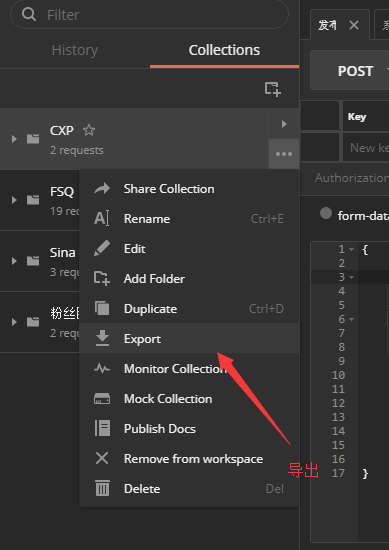 Filter
发布
History
Collections
POST
Key
New ke
Authorization
form-data
CXP
2 requests
FSQ
19 rec
Sina
3 requ
粉丝
2 requ
Share Collection
Rename Ctrl+E
Edit
Add Folder
Duplicate Ctrl+D
Export
Monitor Collection
Mock Collection
Publish Docs
Remove from workspace
Delete Del
导出
1 {
2
3
4
5
6
7
8
9
10
11
12
13
14
15
16
17 }